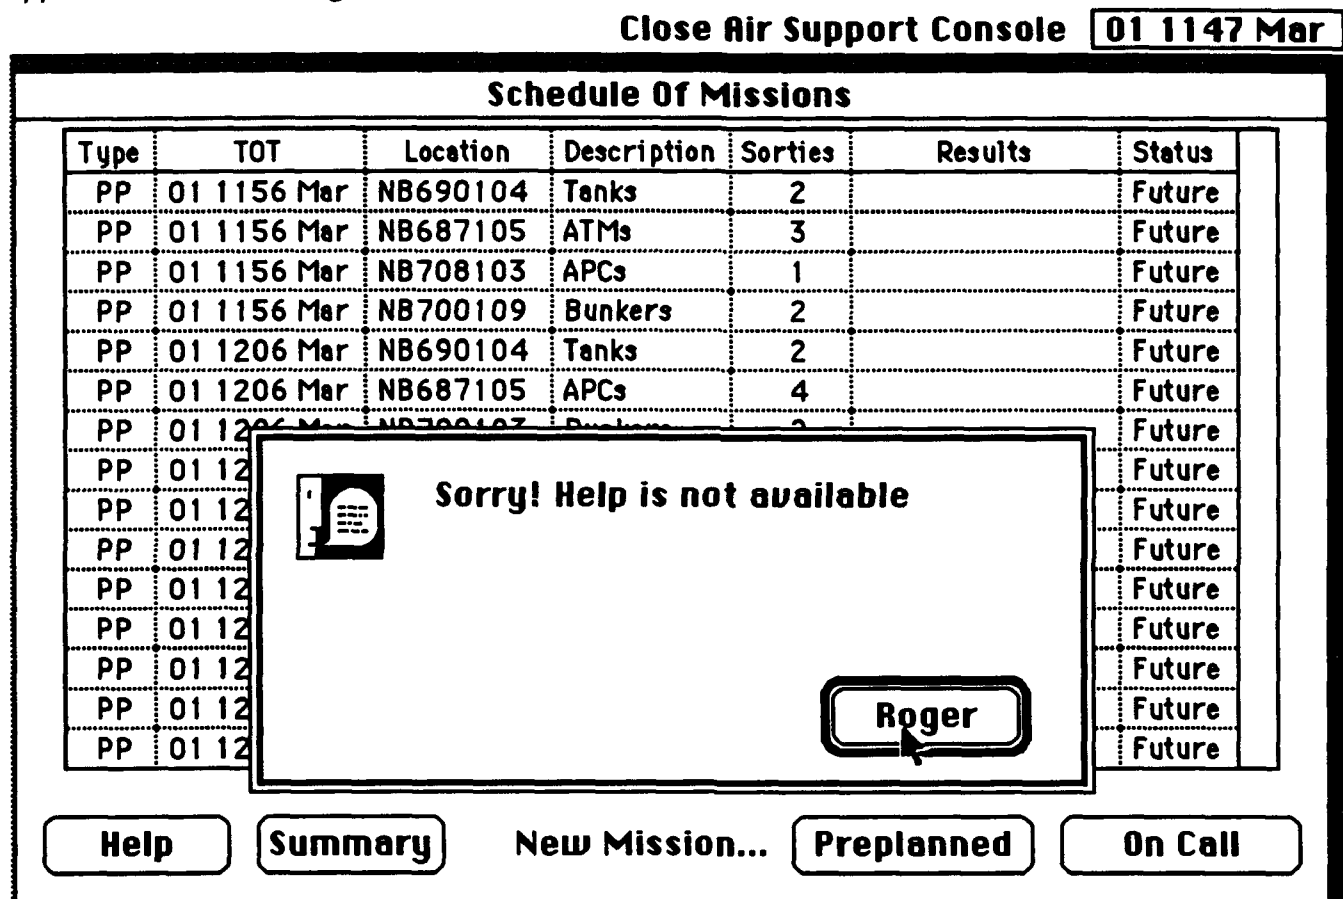 Close Air Support Console 01 1147 Mar
Schedule Of Missions
Type TOT Location Description Sorties Results Status
PP 01 1156 Mar NB690104 Tanks 2 Future
PP 01 1156 Mar NB687105 ATMs 3 Future
PP 01 1156 Mar NB708103 APCs 1 Future
PP 01 1156 Mar NB700109 Bunkers 2 Future
PP 01 1206 Mar NB690104 Tanks 2 Future
PP 01 1206 Mar NB687105 APCs 4 Future
PP 01 Future
PP 01 12 Future
PP 01 12 Future
PP 01 12 Future
PP 01 12 Future
PP 01 12 Future
PP 01 12 Future
PP 01 12 Future
PP 01 12 Future
Sorry! Help is not available
Roger
Help Summary New Mission... Preplanned On Call